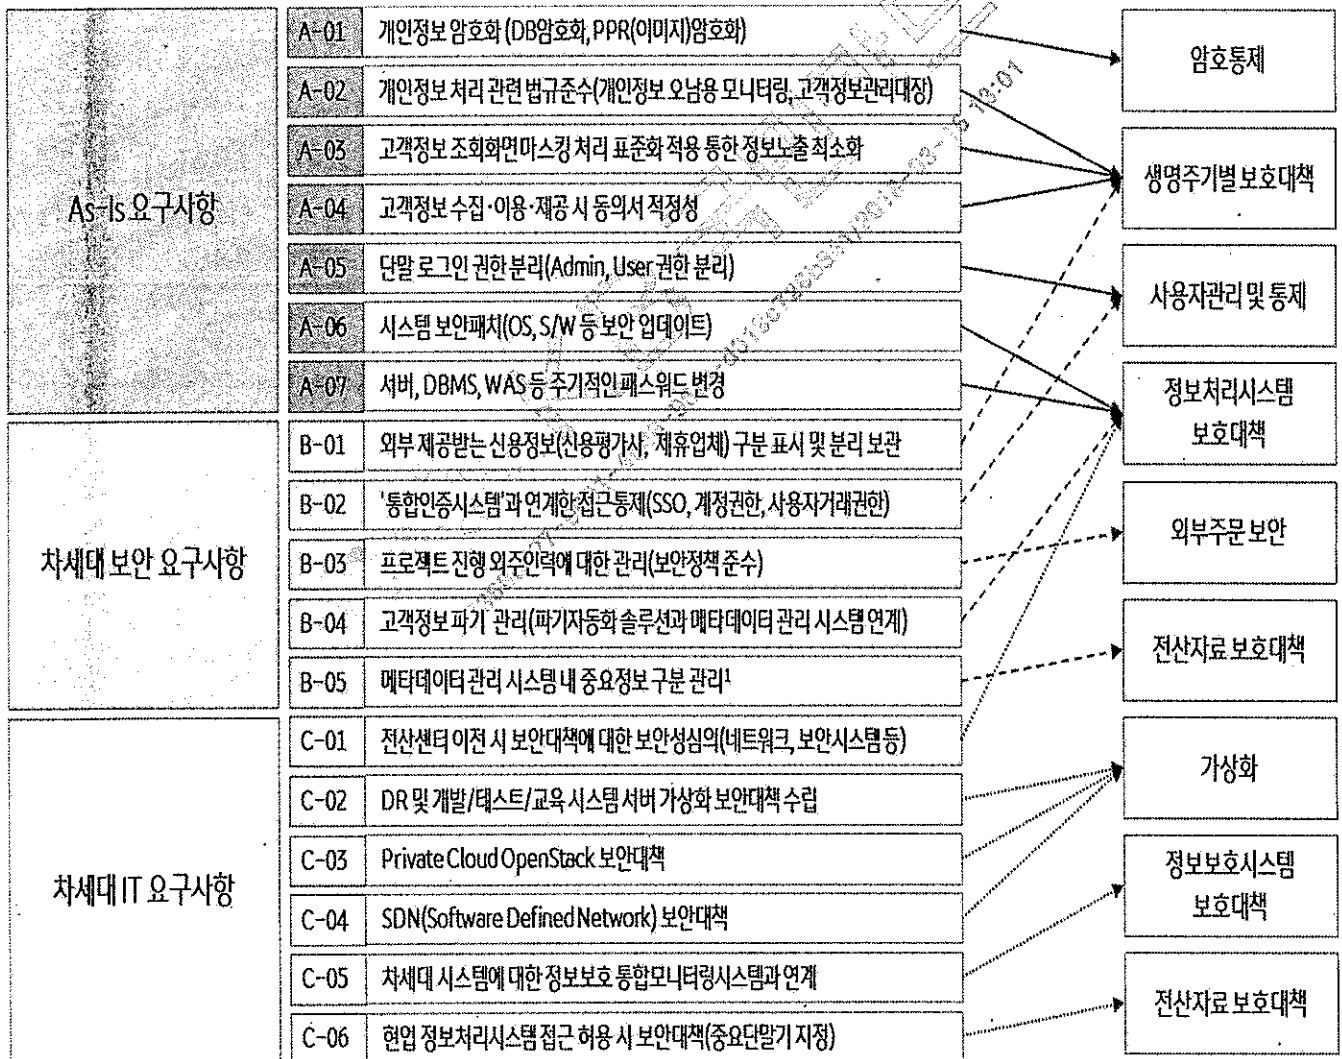 As-Is 요구사항
A-01 개인정보 암호화 (DB암호화, PPR(이미지)암호화)
A-02 개인정보 처리 관련 법규준수(개인정보 오남용 모니터링, 고객정보관리대장)
A-03 고객정보 조회화면마스킹 처리 표준화 적용 통한 정보노출 최소화
A-04 고객정보 수집·이용·제공 시 동의서 적정성
A-05 단말 로그인 권한 분리(Admin, User 권한 분리)
A-06 시스템 보안패치(OS, S/W 등 보안 업데이트)
A-07 서버, DBMS, WAS 등 주기적인 패스워드 변경
차세대 보안 요구사항
B-01 외부 제공받는 신용정보(신용평가사, 제휴업체) 구분 표시 및 분리 보관
B-02 '통합인증시스템'과 연계한 접근통제(SSO, 계정권한, 사용자거래권한)
B-03 프로젝트 진행 외주인력에 대한 관리(보안정책 준수)
B-04 고객정보 파기 관리(파기자동화 솔루션과 메타데이터 관리 시스템 연계)
B-05 메타데이터 관리 시스템 내 중요정보 구분 관리¹
차세대 IT 요구사항
C-01 전산센터 이전 시 보안대책에 대한 보안성심의(네트워크, 보안시스템 등)
C-02 DR 및 개발/테스트/교육 시스템 서버 가상화 보안대책 수립
C-03 Private Cloud OpenStack 보안대책
C-04 SDN(Software Defined Network) 보안대책
C-05 차세대 시스템에 대한 정보보호 통합모니터링시스템과 연계
C-06 현업 정보처리시스템 접근 허용 시 보안대책(중요단말기 지정)
암호통제
생명주기별 보호대책
사용자관리 및 통제
정보처리시스템
보호대책
외부주문 보안
전산자료 보호대책
가상화
정보보호시스템
보호대책
전산자료 보호대책